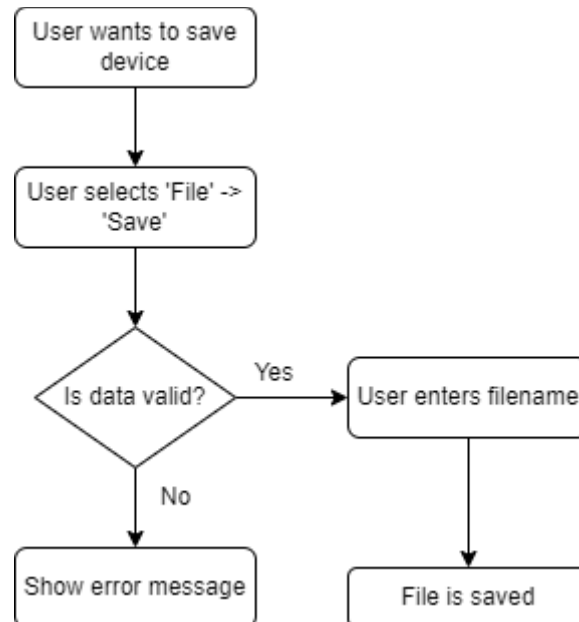 User wants to save
device
User selects 'File' ->
'Save'
Is data valid?
Yes
User enters filename
No
Show error message
File is saved